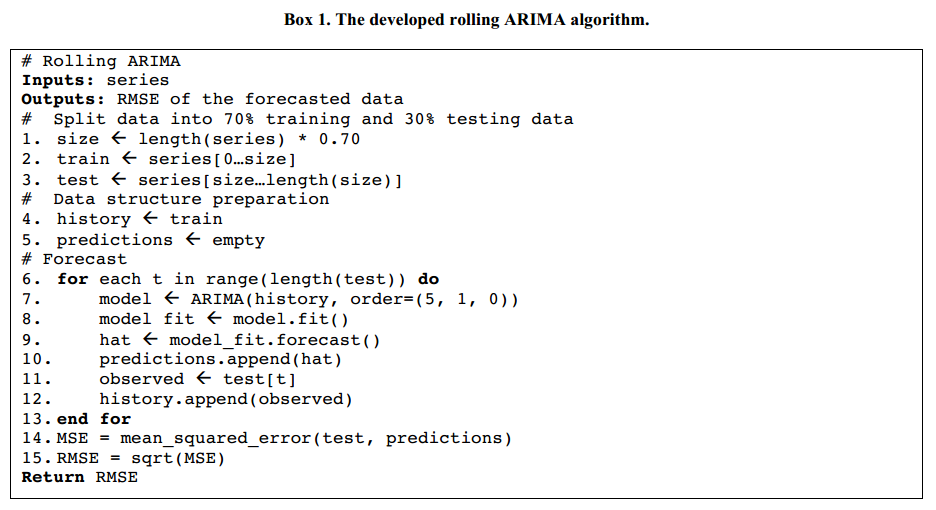 Box 1. The developed rolling ARIMA algorithm.
# Rolling ARIMA
Inputs: series
Outputs: RMSE of the forecasted data
#  Split data into 70% training and 30% testing data
1. size ← length(series) * 0.70
2. train ← series[0…size]
3. test ← series[size…length(size)]
#  Data structure preparation
4. history ← train
5. predictions ← empty
# Forecast
6. for each t in range(length(test)) do
7.     model ← ARIMA(history, order=(5, 1, 0))
8.     model fit ← model.fit()
9.     hat ← model_fit.forecast()
10.    predictions.append(hat)
11.    observed ← test[t]
12.    history.append(observed)
13. end for
14. MSE = mean_squared_error(test, predictions)
15. RMSE = sqrt(MSE)
Return RMSE